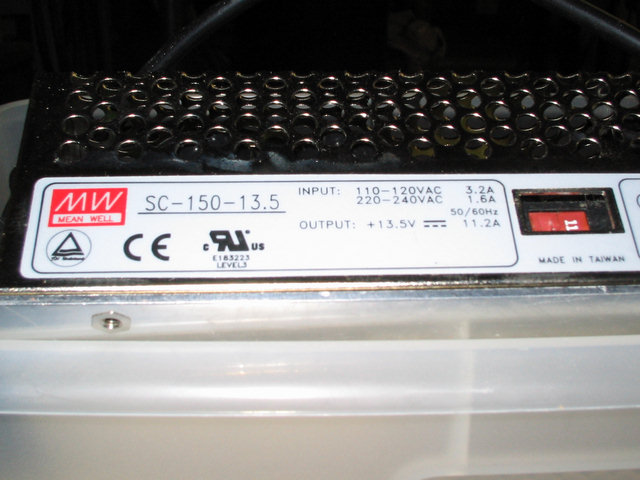 MW
MEAN WELL
SC-150-13.5
INPUT: 110-120VAC 3.2A
220-240VAC 1.6A
50/60Hz
OUTPUT: +13.5V 11.2A
CE
c RU US
E183223
LEVEL3
MADE IN TAIWAN